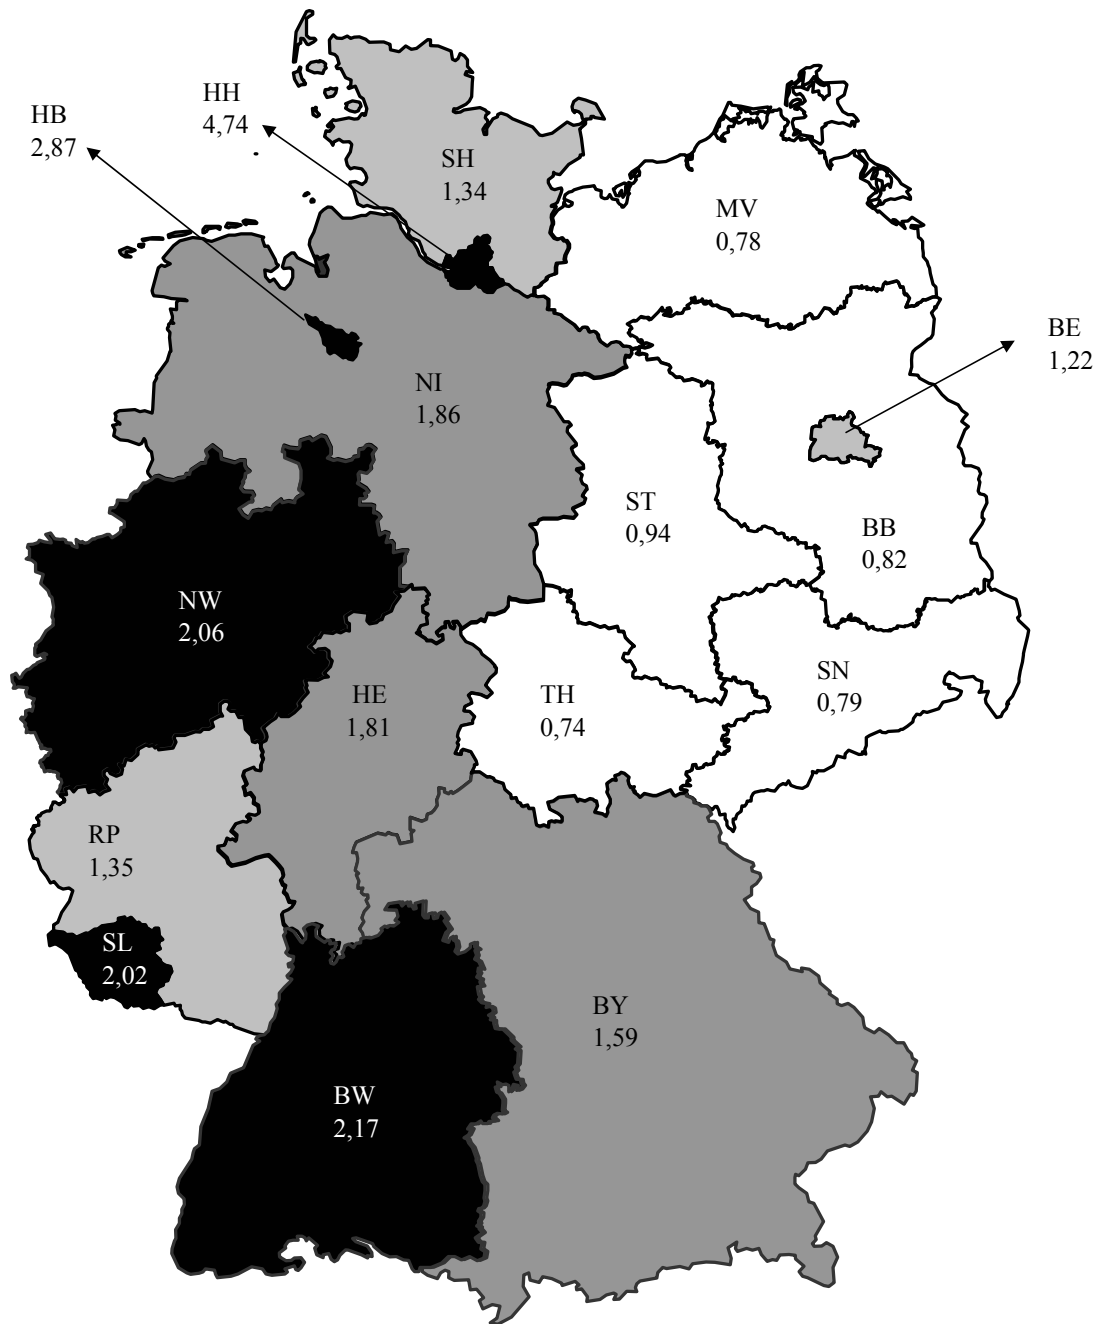 HH
4,74
HB
2,87
SH
1,34
MV
0,78
BE
1,22
NI
1,86
ST
0,94
BB
0,82
NW
2,06
SN
0,79
HE
1,81
TH
0,74
RP
1,35
SL
2,02
BY
1,59
BW
2,17